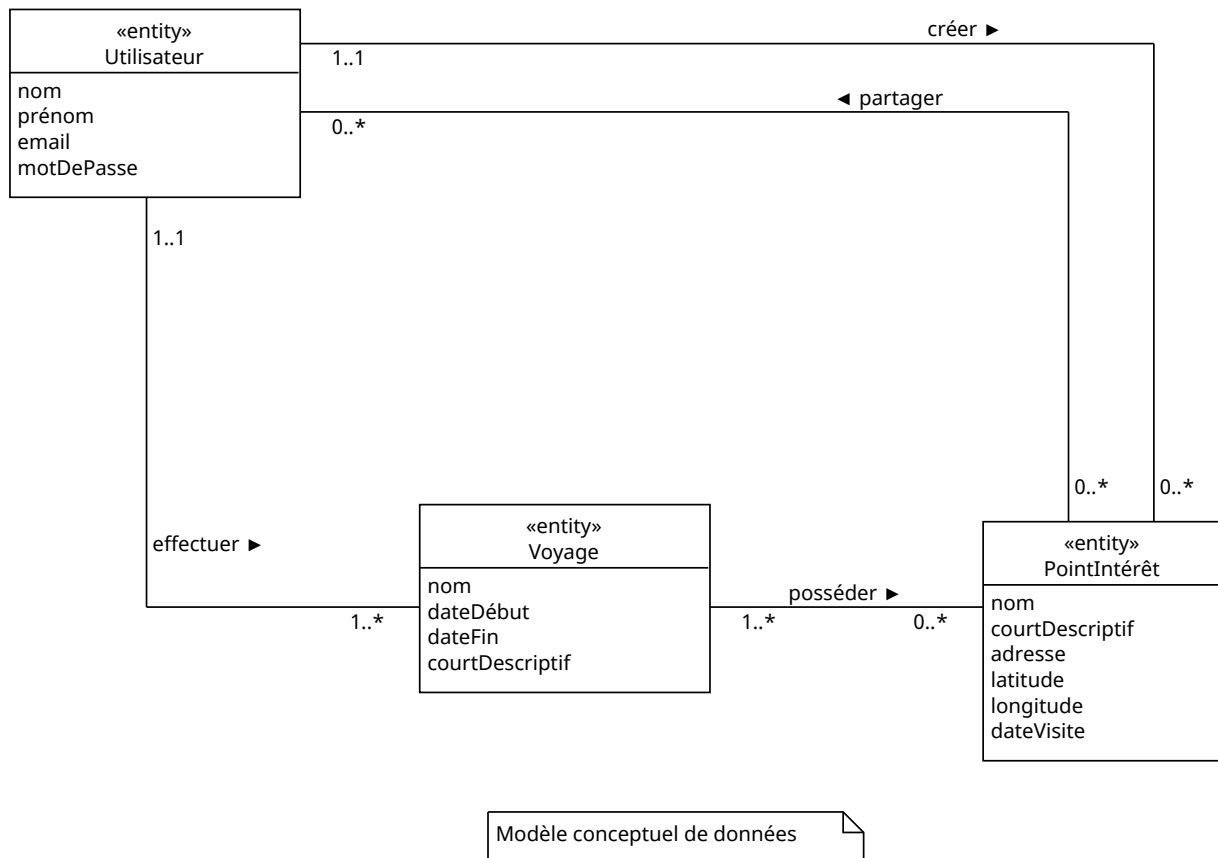 «entity»
Utilisateur
nom
prénom
email
motDePasse
créer ►
1..1
◄ partager
0..*
1..1
effectuer ►
1..*
«entity»
Voyage
nom
dateDébut
dateFin
courtDescriptif
posséder ►
1..*
0..*
0..*
0..*
«entity»
PointIntérêt
nom
courtDescriptif
adresse
latitude
longitude
dateVisite
Modèle conceptuel de données